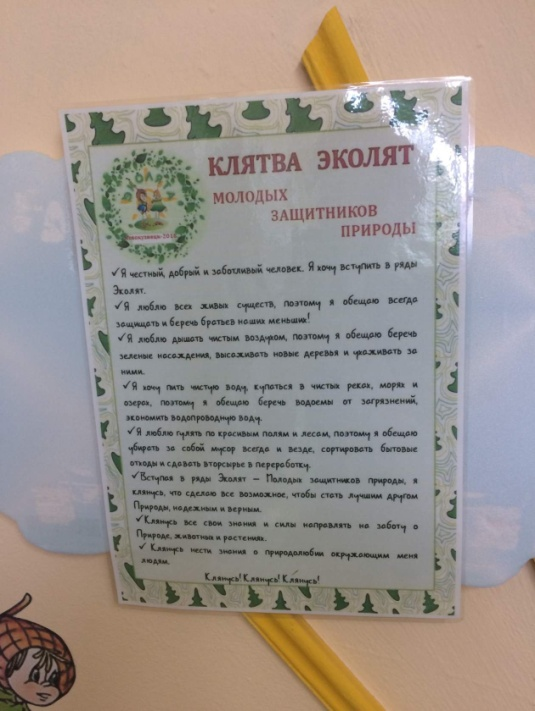 КЛЯТВА ЭКОЛЯТ
МОЛОДЫХ
ЗАЩИТНИКОВ
ПРИРОДЫ
✓Я честный, добрый и заботливый человек. Я хочу вступить в ряды
Эколят.
✓Я люблю всех живых существ, поэтому я обещаю всегда
защищать и беречь братьев наших меньших!
✓Я люблю дышать чистым воздухом, поэтому я обещаю беречь
зеленые насаждения, высаживать новые деревья и ухаживать за
ними.
✓Я хочу пить чистую воду, купаться в чистых реках, морях и
озерах, поэтому я обещаю беречь водоемы от загрязнений,
экономить водопроводную воду.
✓Я люблю гулять по красивым полям и лесам, поэтому я обещаю
убирать за собой мусор всегда и везде, сортировать бытовые
отходы и сдавать вторсырье в переработку.
✓Вступая в ряды Эколят – Молодых защитников природы, я
клянусь, что сделаю все возможное, чтобы стать лучшим другом
Природы, надежным и верным.
✓Клянусь все свои знания и силы направлять на заботу о
Природе, животных и растениях.
✓Клянусь нести знания о природолюбии окружающим меня
людям.
Клянусь! Клянусь! Клянусь!